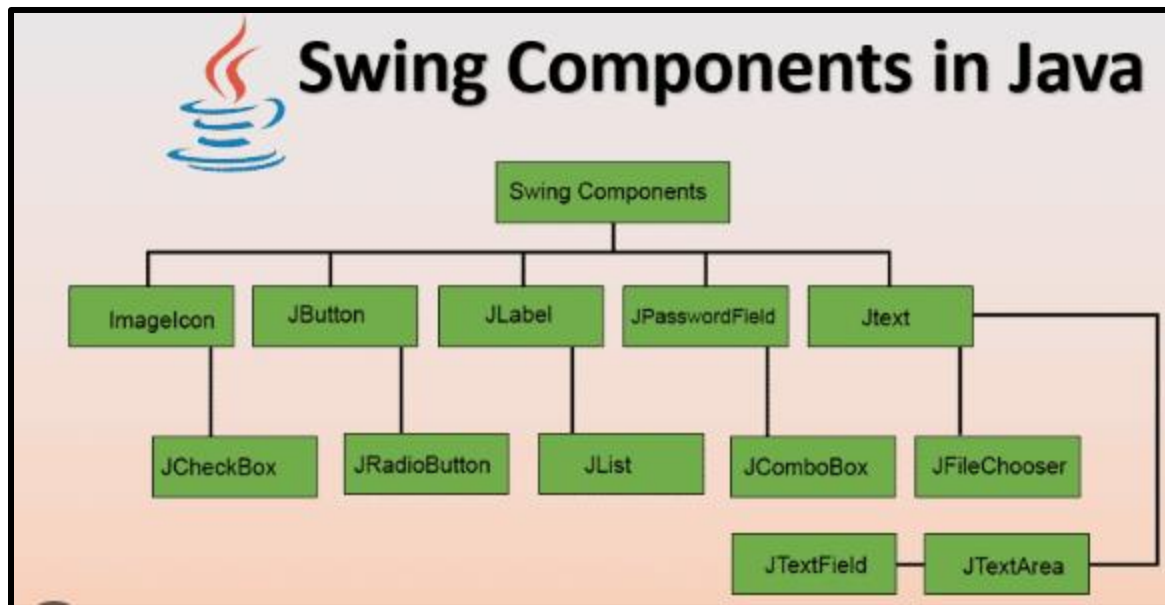 Swing Components in Java
Swing Components
ImageIcon
JButton
JLabel
JPasswordField
Jtext
JCheckBox
JRadioButton
JList
JComboBox
JFileChooser
JTextField
JTextArea